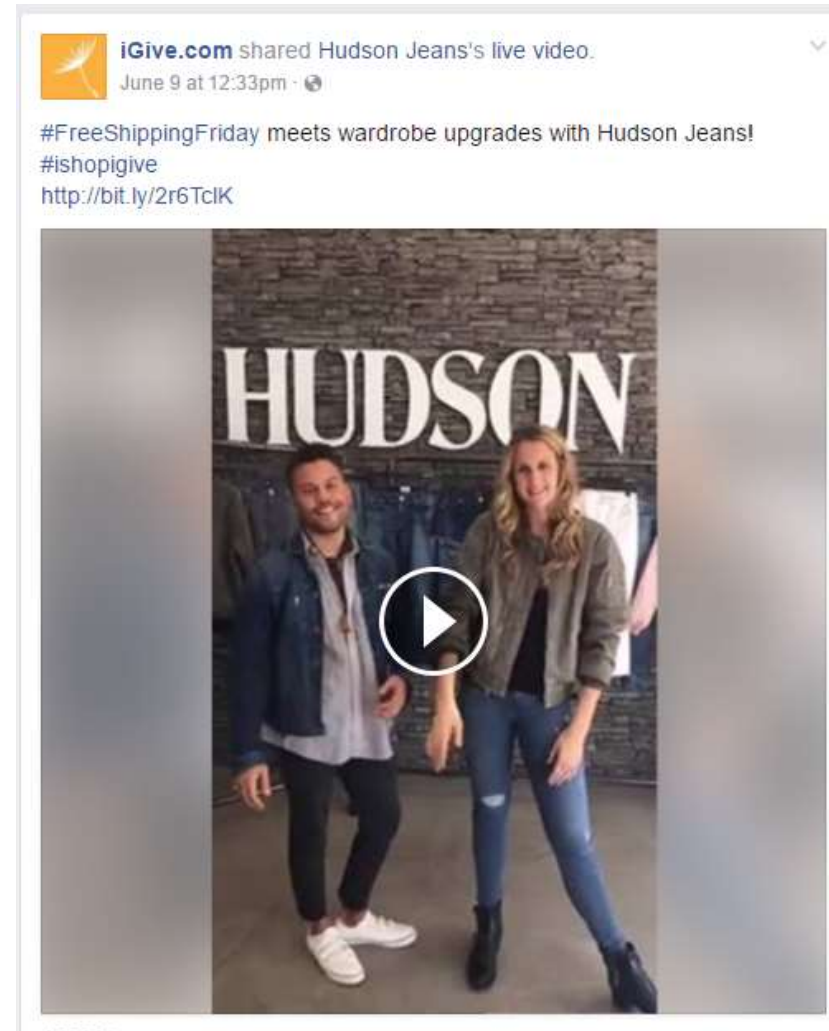 iGive.com shared Hudson Jeans's live video.
June 9 at 12:33pm ·
#FreeShippingFriday meets wardrobe upgrades with Hudson Jeans!
#ishopigive
http://bit.ly/2r6TclK
HUDSON